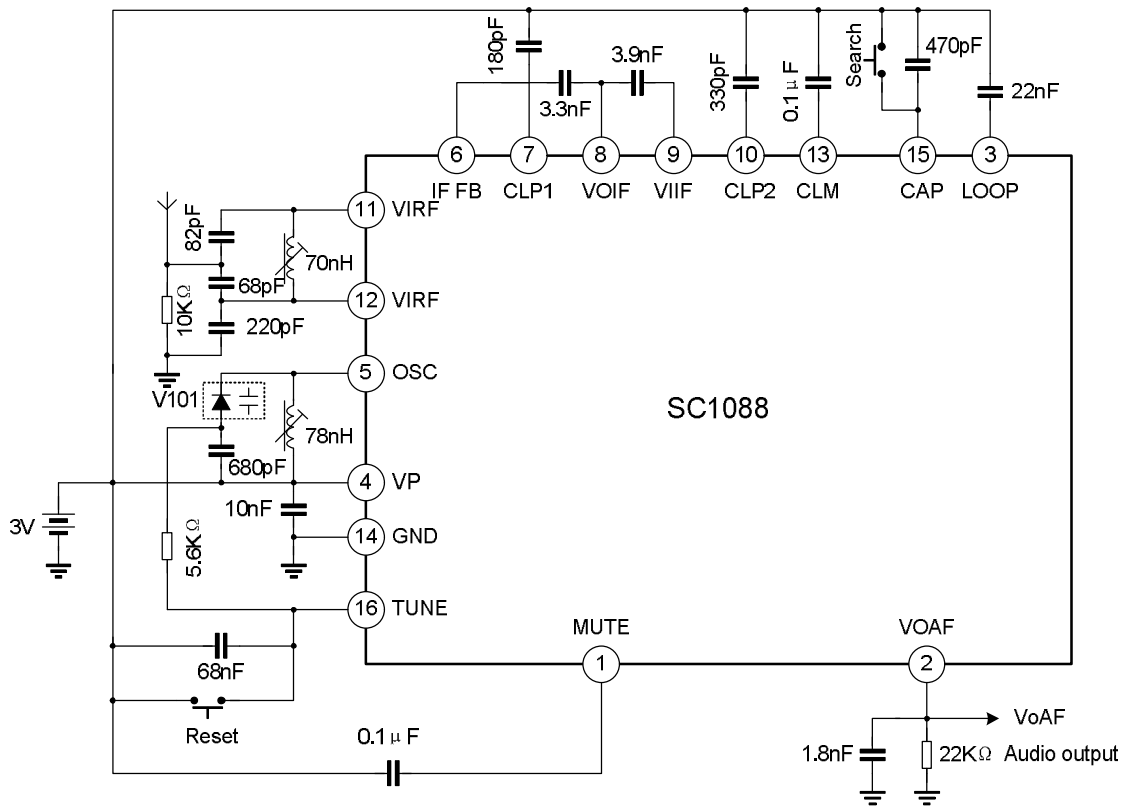 180pF
3.3nF
3.9nF
330pF
0.1μF
Search
470pF
22nF
6
7
8
9
10
13
15
3
IF FB
CLP1
VOIF
VIIF
CLP2
CLM
CAP
LOOP
11
VIRF
82pF
70nH
68pF
10KΩ
12
VIRF
220pF
5
OSC
V101
SC1088
78nH
680pF
4
VP
10nF
3V
14
GND
5.6KΩ
16
TUNE
68nF
MUTE
VOAF
1
2
Reset
VoAF
0.1μF
1.8nF
22KΩ
Audio output